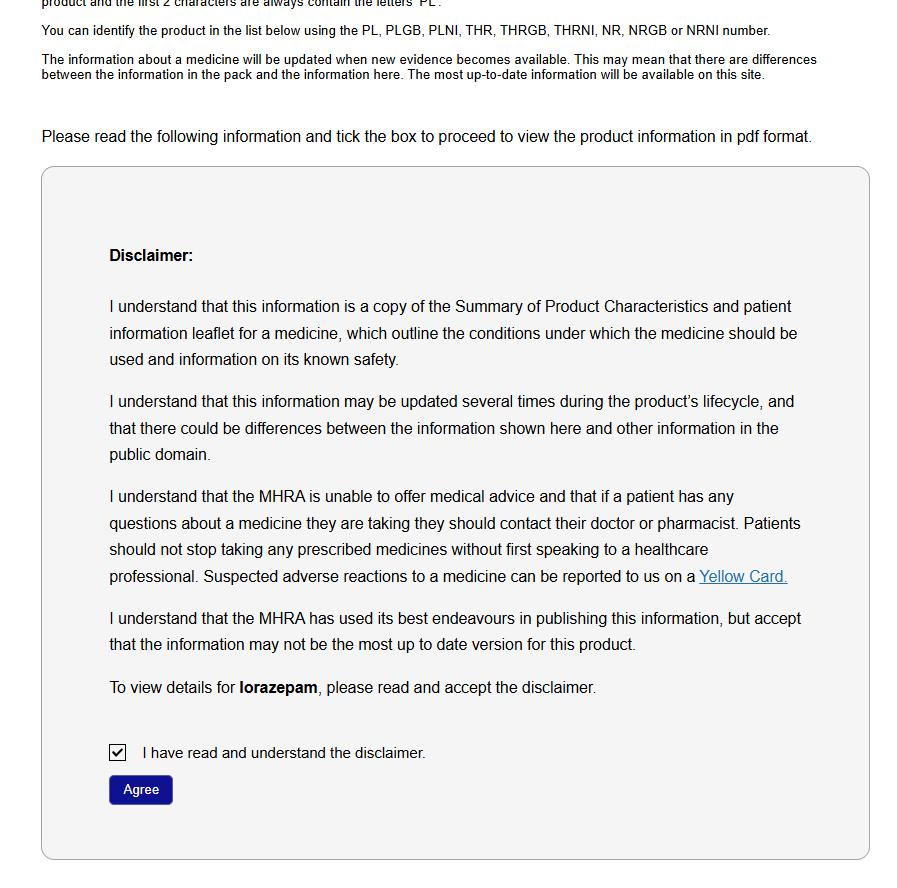 product and the first 2 characters are always contain the letters 'PL'.
You can identify the product in the list below using the PL, PLGB, PLNI, THR, THRGB, THRNI, NR, NRGB or NRNI number.
The information about a medicine will be updated when new evidence becomes available. This may mean that there are differences
between the information in the pack and the information here. The most up-to-date information will be available on this site.
Please read the following information and tick the box to proceed to view the product information in pdf format.
Disclaimer:
I understand that this information is a copy of the Summary of Product Characteristics and patient
information leaflet for a medicine, which outline the conditions under which the medicine should be
used and information on its known safety.
I understand that this information may be updated several times during the product’s lifecycle, and
that there could be differences between the information shown here and other information in the
public domain.
I understand that the MHRA is unable to offer medical advice and that if a patient has any
questions about a medicine they are taking they should contact their doctor or pharmacist. Patients
should not stop taking any prescribed medicines without first speaking to a healthcare
professional. Suspected adverse reactions to a medicine can be reported to us on a Yellow Card.
I understand that the MHRA has used its best endeavours in publishing this information, but accept
that the information may not be the most up to date version for this product.
To view details for lorazepam, please read and accept the disclaimer.
I have read and understand the disclaimer.
Agree